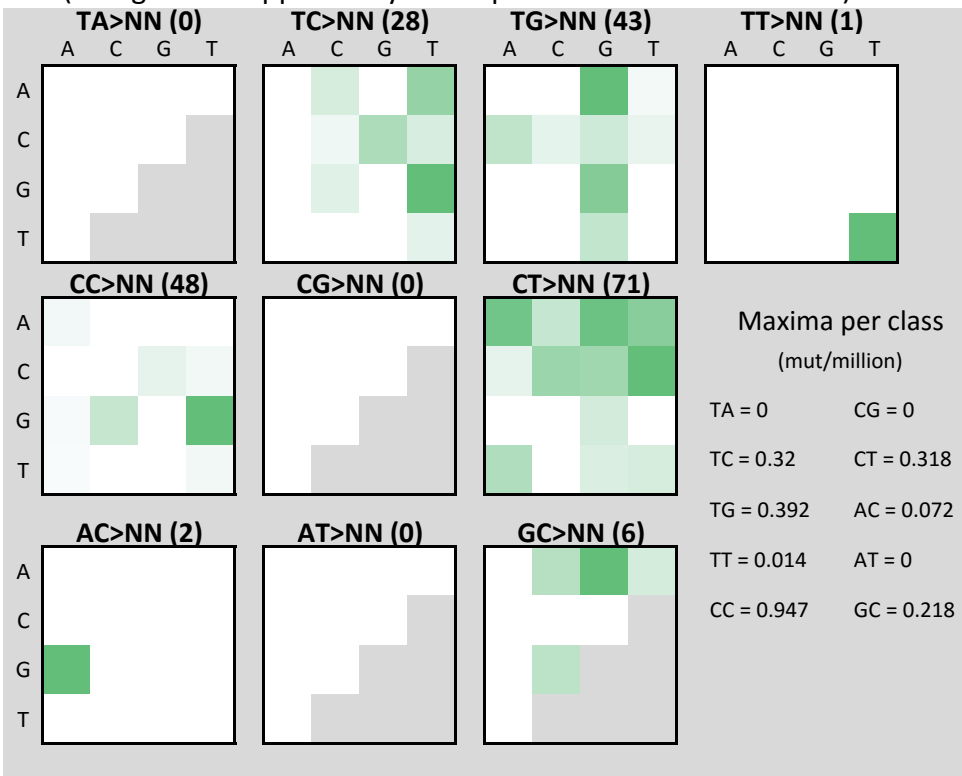 TA>NN (0) TC>NN (28) TG>NN (43) TT>NN (1)
A C G T A C G T A C G T A C G T
A
C
G
T
CC>NN (48) CG>NN (0) CT>NN (71)
A
C
G
T
Maxima per class
(mut/million)
TA = 0 CG = 0
TC = 0.32 CT = 0.318
TG = 0.392 AC = 0.072
TT = 0.014 AT = 0
CC = 0.947 GC = 0.218
AC>NN (2) AT>NN (0) GC>NN (6)
A
C
G
T